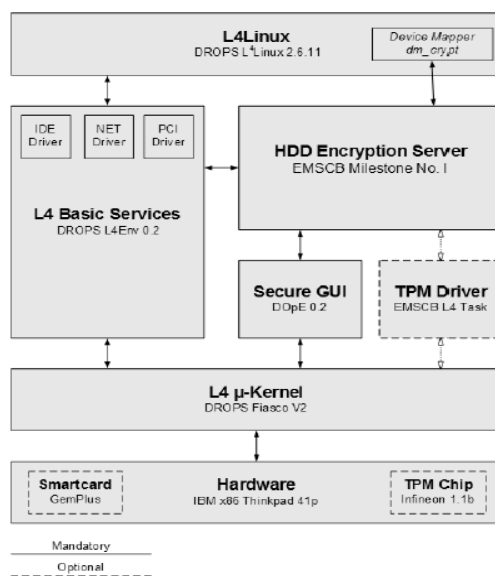 L4Linux
DROPS L⁴Linux 2.6.11
Device Mapper
dm_crypt
IDE
Driver
NET
Driver
PCI
Driver
L4 Basic Services
DROPS L4Env 0.2
HDD Encryption Server
EMSCB Milestone No. I
Secure GUI
DOpE 0.2
TPM Driver
EMSCB L4 Task
L4 µ-Kernel
DROPS Fiasco V2
Smartcard
GemPlus
Hardware
IBM x86 Thinkpad 41p
TPM Chip
Infineon 1.1b
Mandatory
Optional